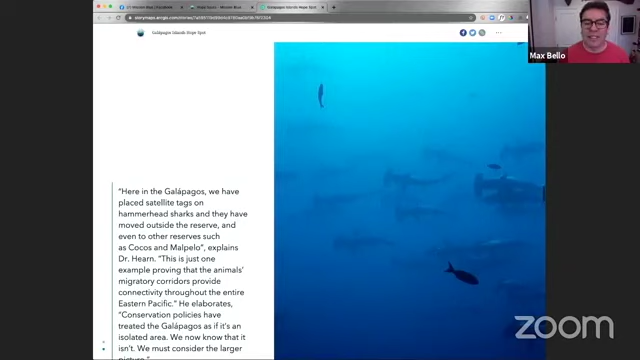 Galápagos Islands Hope Spot
Max Bello
"Here in the Galápagos, we have
placed satellite tags on
hammerhead sharks and they have
moved outside the reserve, and
even to other reserves such
as Cocos and Malpelo", explains
Dr. Hearn. "This is just one
example proving that the animals'
migratory corridors provide
connectivity throughout the entire
Eastern Pacific." He elaborates,
"Conservation policies have
treated the Galápagos as if it's an
isolated area. We now know that it
isn't. We must consider the larger
picture."
zoom